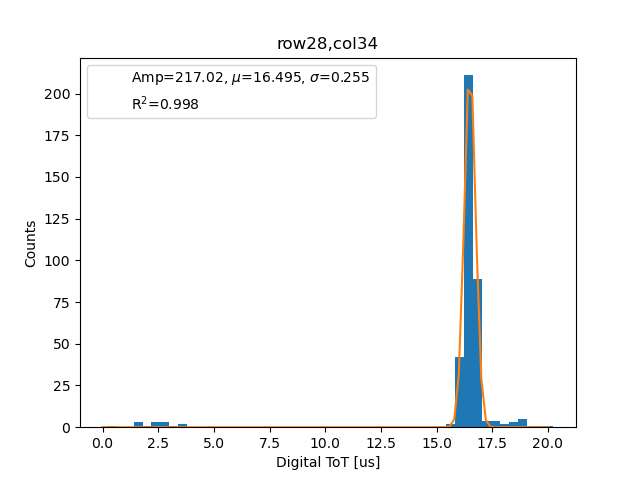 row28,col34
Amp=217.02, μ=16.495, σ=0.255
R²=0.998
200
175
150
125
100
75
50
25
0
Counts
0.0 2.5 5.0 7.5 10.0 12.5 15.0 17.5 20.0
Digital ToT [us]